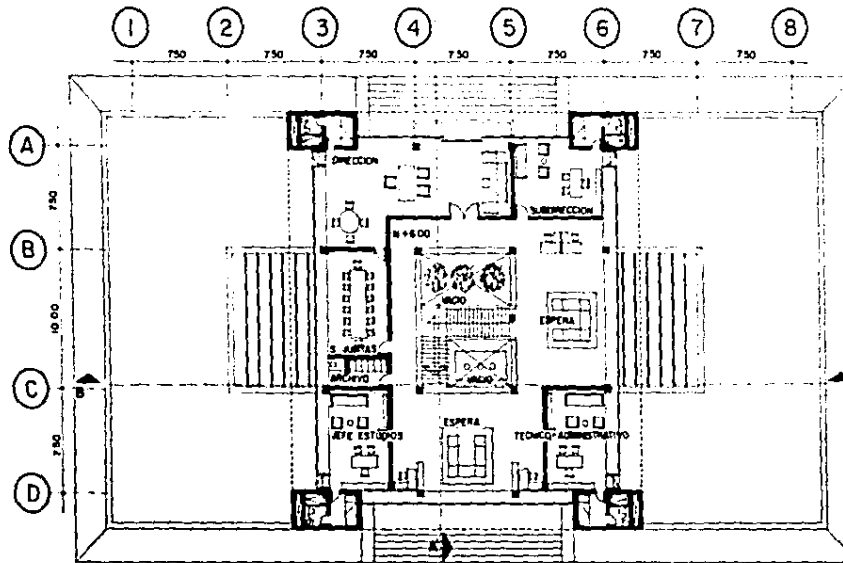 1 2 3 4 5 6 7 8
750 750 750 750 750 750 750
A
DIRECCION
750
SUBDIRECCION
N+6.00
B
VACIO
10.00
ESPERA
S. JUNTAS
VACIO
ARCHIVO
C
B
ESPERA
JEFE ESTUDIOS
TECNICO-ADMINISTRATIVO
750
D
A'